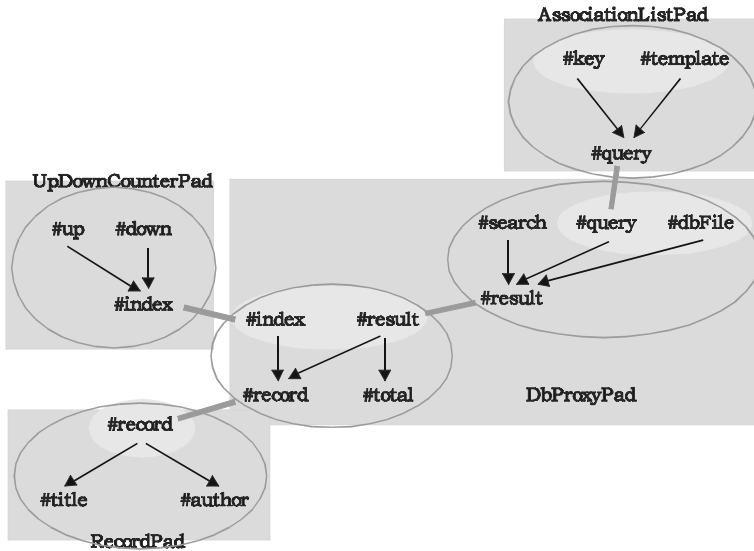 AssociationListPad
#key #template
#query
UpDownCounterPad
#up #down
#index
#search #query #dbFile
#result
#index #result
#record #total
DbProxyPad
#record
#title #author
RecordPad